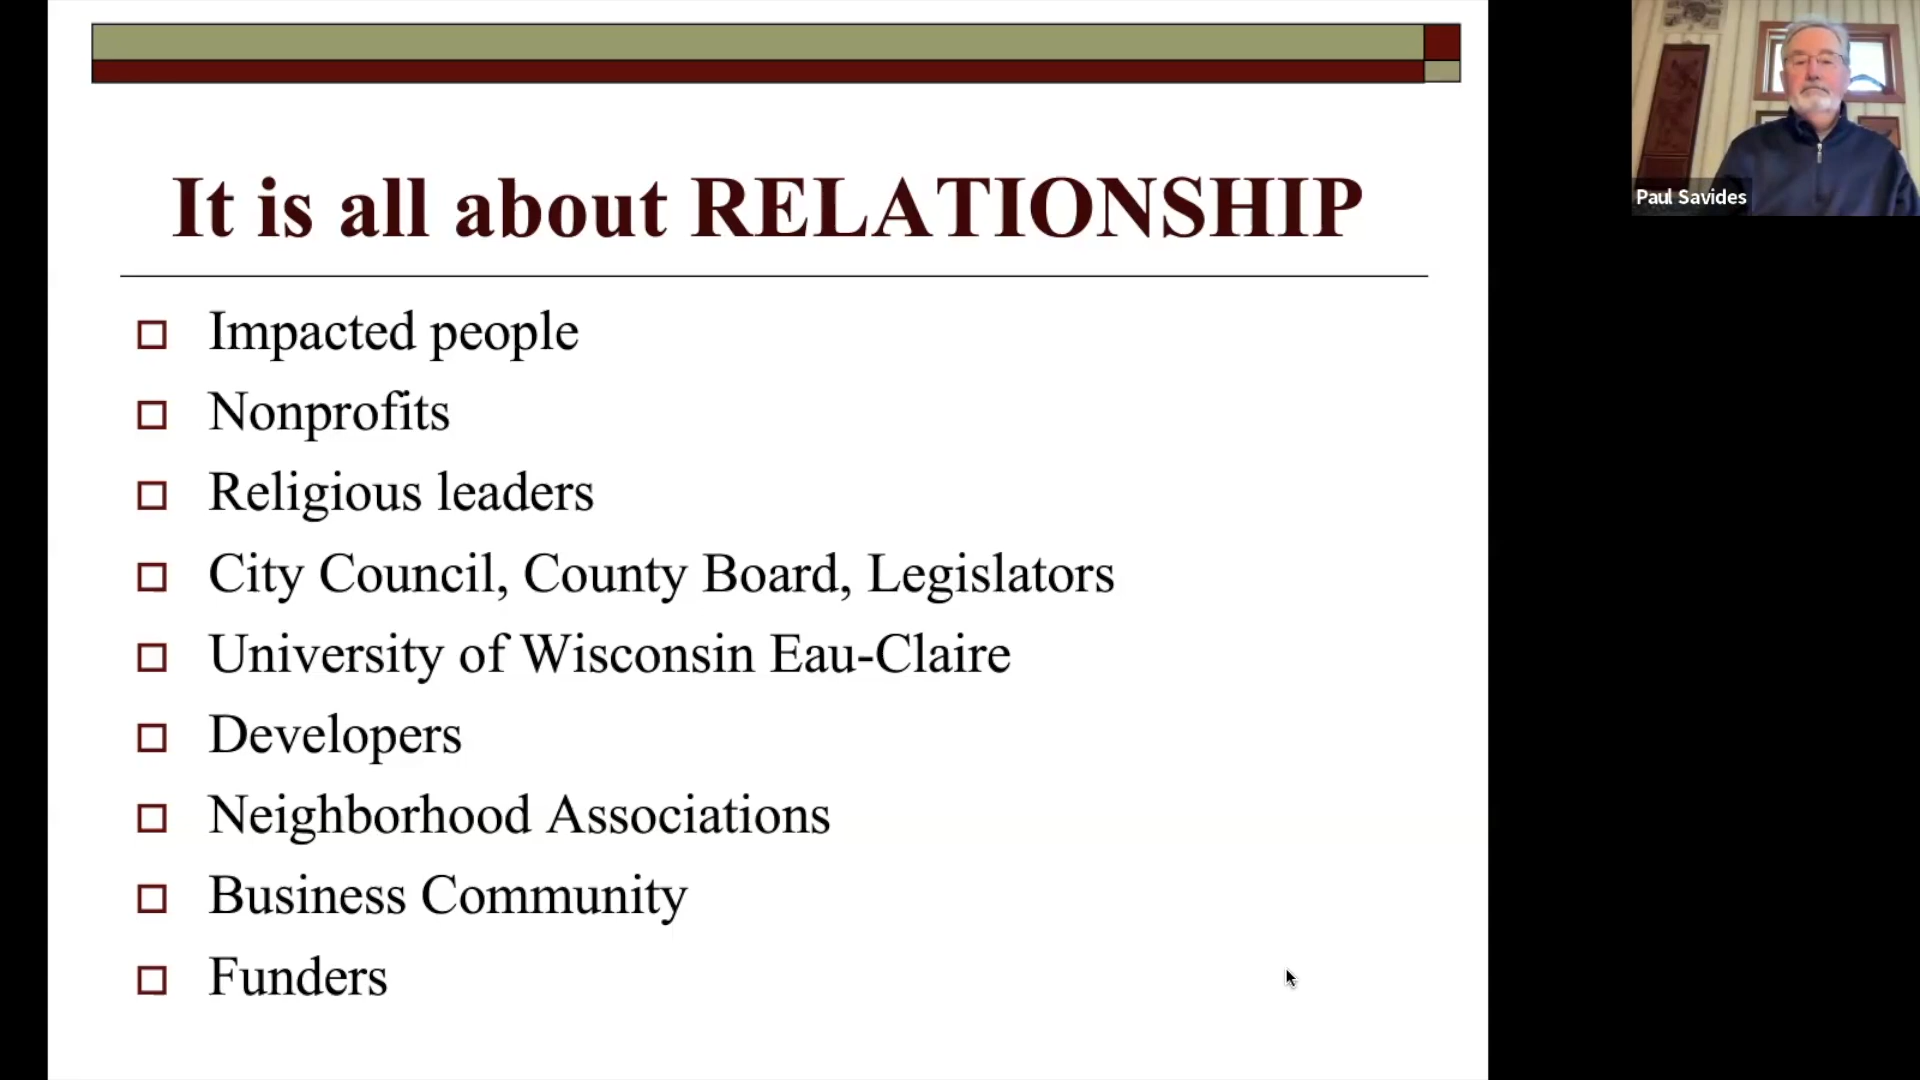 It is all about RELATIONSHIP
Impacted people
Nonprofits
Religious leaders
City Council, County Board, Legislators
University of Wisconsin Eau-Claire
Developers
Neighborhood Associations
Business Community
Funders
Paul Savides